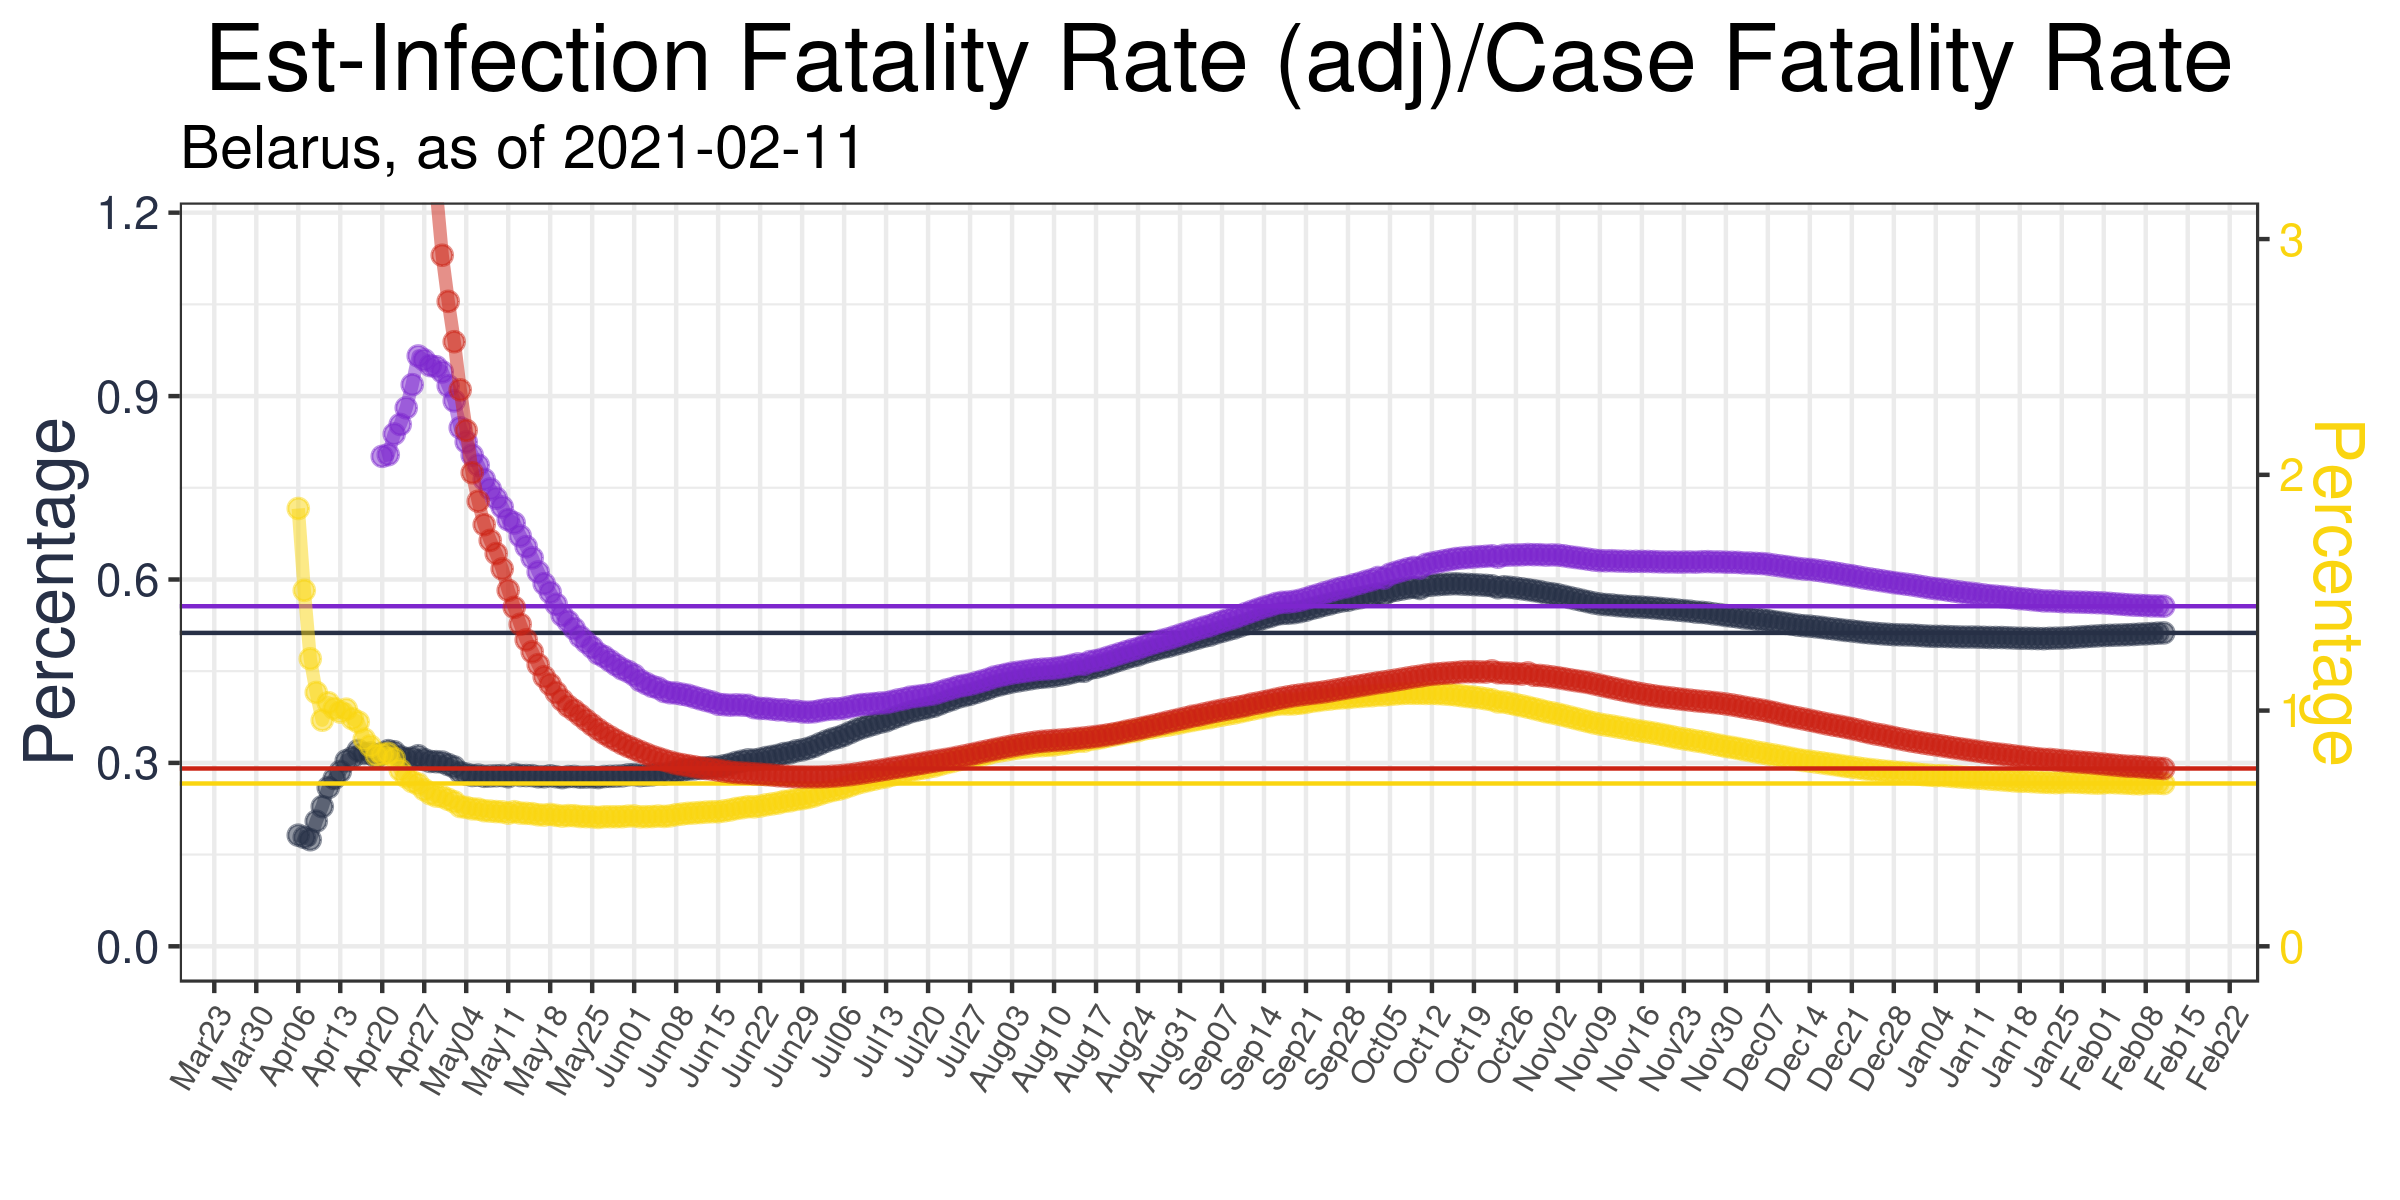 Est-Infection Fatality Rate (adj)/Case Fatality Rate
Belarus, as of 2021-02-11
Percentage
1.2
0.9
0.6
0.3
0.0
3
2
1
0
Percentage
Mar23 Mar30 Apr06 Apr13 Apr20 Apr27 May04 May11 May18 May25 Jun01 Jun08 Jun15 Jun22 Jun29 Jul06 Jul13 Jul20 Jul27 Aug03 Aug10 Aug17 Aug24 Aug31 Sep07 Sep14 Sep21 Sep28 Oct05 Oct12 Oct19 Oct26 Nov02 Nov09 Nov16 Nov23 Nov30 Dec07 Dec14 Dec21 Dec28 Jan04 Jan11 Jan18 Jan25 Feb01 Feb08 Feb15 Feb22